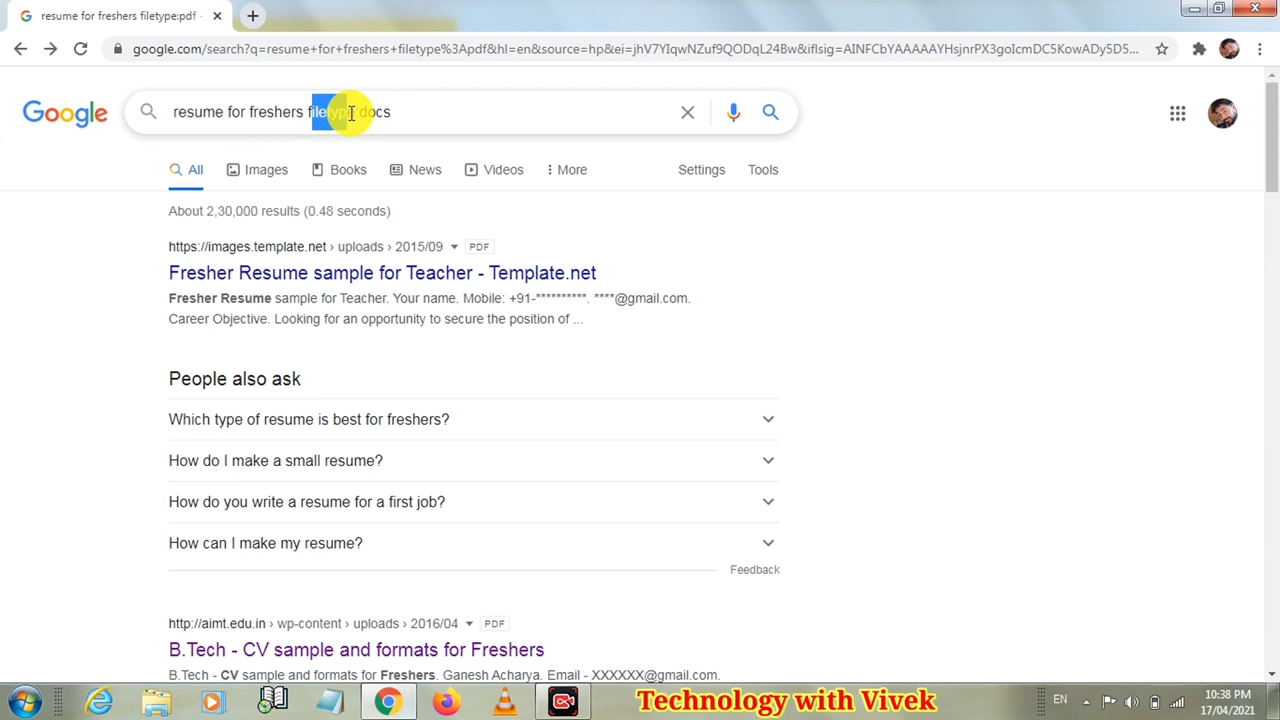 resume for freshers filetype:pdf -
google.com/search?q=resume+for+freshers+filetype%3Apdf&hl=en&source=hp&ei=jhV7YIqwNZuf9QODqL24Bw&iflsig=AINFCbYAAAAAYHsjnrPX3goIcmDC5KowADy5D5...
Google
resume for freshers filetype docs
All Images Books News Videos More Settings Tools
About 2,30,000 results (0.48 seconds)
https://images.template.net › uploads › 2015/09 PDF
Fresher Resume sample for Teacher - Template.net
Fresher Resume sample for Teacher. Your name. Mobile: +91-**********. ****@gmail.com.
Career Objective. Looking for an opportunity to secure the position of ...
People also ask
Which type of resume is best for freshers?
How do I make a small resume?
How do you write a resume for a first job?
How can I make my resume?
Feedback
http://aimt.edu.in › wp-content › uploads › 2016/04 PDF
B.Tech - CV sample and formats for Freshers
B.Tech - CV sample and formats for Freshers. Ganesh Acharya. Email - XXXXXX@gmail.com.
Technology with Vivek
EN
10:38 PM
17/04/2021